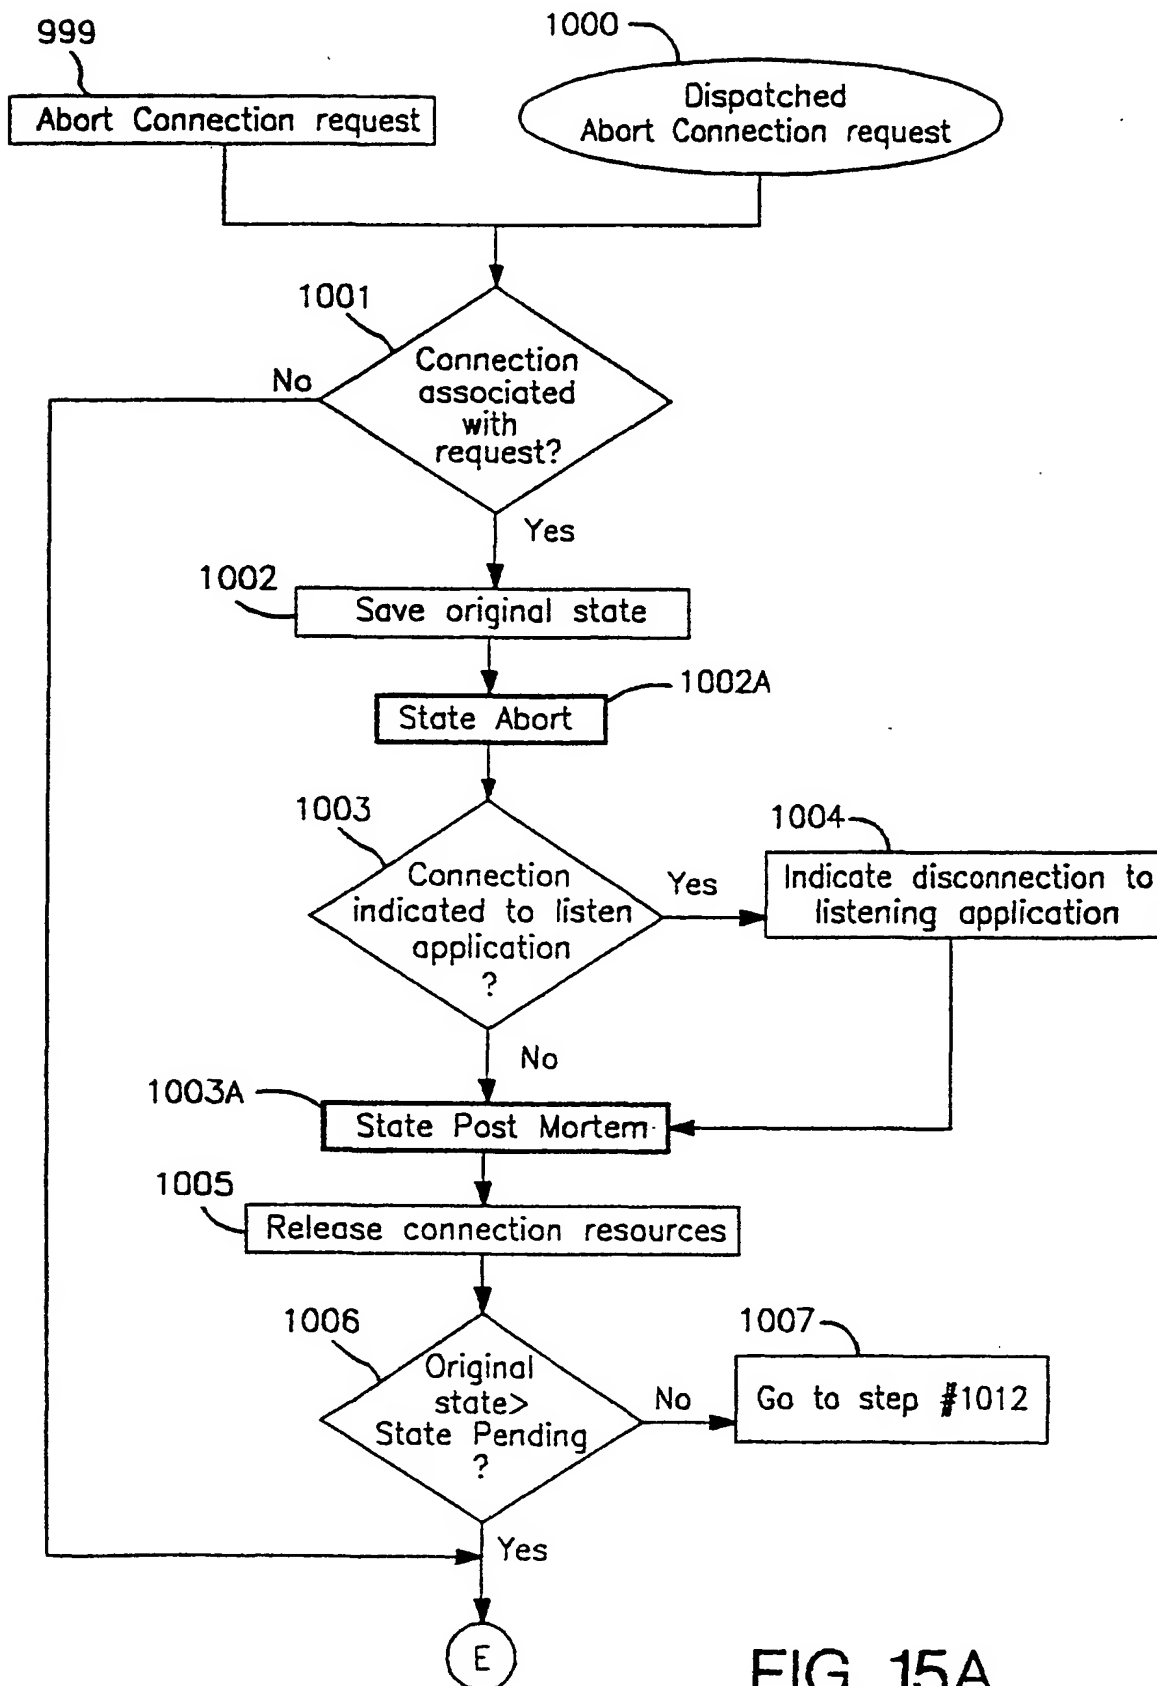 999
1000
Abort Connection request
Dispatched
Abort Connection request
1001
No
Connection
associated
with
request?
Yes
1002
Save original state
1002A
State Abort
1003
1004
Connection
indicated to listen
application
?
Yes
Indicate disconnection to
listening application
No
1003A
State Post Mortem
1005
Release connection resources
1006
1007
Original
state>
State Pending
?
No
Go to step #1012
Yes
E
FIG. 15A